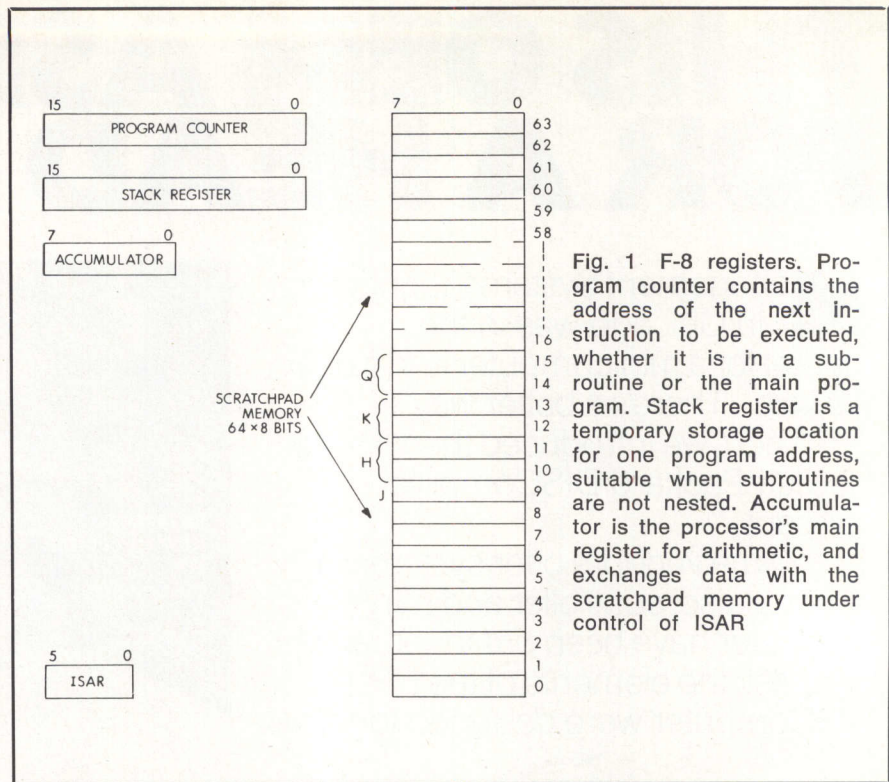 15 0
PROGRAM COUNTER
15 0
STACK REGISTER
7 0
ACCUMULATOR
5 0
ISAR
SCRATCHPAD
MEMORY
64 × 8 BITS
7 0
63
62
61
60
59
58
16
15
Q
14
13
K
12
11
H
10
J
9
8
7
6
5
4
3
2
1
0
Fig. 1 F-8 registers. Pro-
gram counter contains the
address of the next in-
struction to be executed,
whether it is in a sub-
routine or the main pro-
gram. Stack register is a
temporary storage location
for one program address,
suitable when subroutines
are not nested. Accumula-
tor is the processor's main
register for arithmetic, and
exchanges data with the
scratchpad memory under
control of ISAR